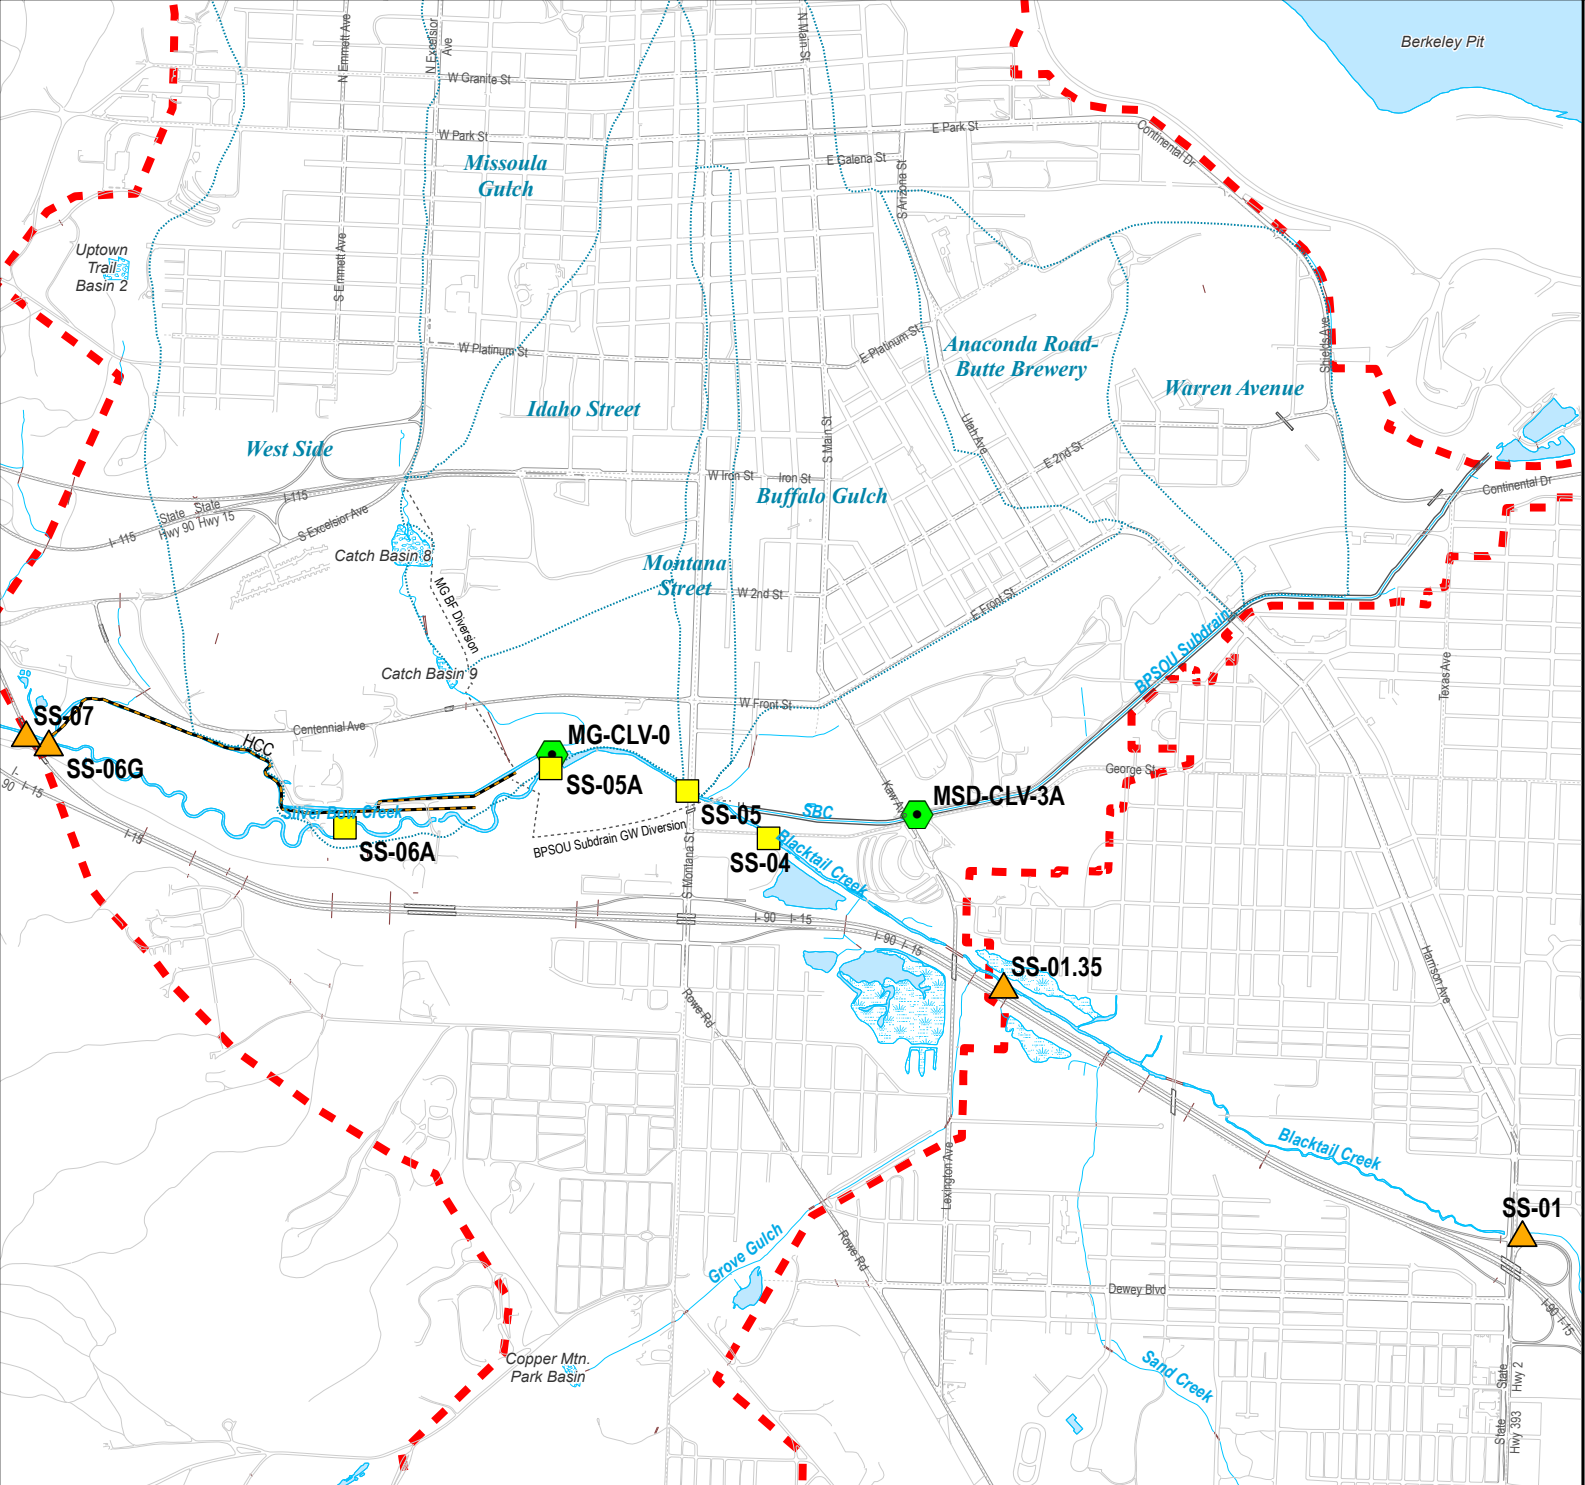 Berkeley Pit
N Emmett Ave
N Excelsior
Ave
N Main St
W Granite St
W Park St
E Park St
Continental Dr
E Galena St
S Arizona St
Missoula
Gulch
Uptown
Trail
Basin 2
S Emmett Ave
W Platinum St
E Platinum St
Anaconda Road-
Butte Brewery
Shields Ave
Warren Avenue
Idaho Street
West Side
S Main St
Utah Ave
E 2nd St
W Iron St
Iron St
Buffalo Gulch
Continental Dr
I-115
State
State
Hwy 90
Hwy 15
I-115
S Excelsior Ave
Catch Basin 8
MG BF Diversion
Montana
Street
W 2nd St
E Front St
BPSOU Subdrain
Texas Ave
Catch Basin 9
W Front St
Centennial Ave
SS-07
HCC
MG-CLV-0
SS-06G
SS-05A
George St
Kaw Ave
MSD-CLV-3A
I-
90
I-15
Silver Bow Creek
SS-05
SBC
I-15
SS-06A
BPSOU Subdrain GW Diversion
SS-04
Blacktail Creek
S Montana St
I-90
I-15
I-90
I-15
SS-01.35
Harrison Ave
Rowe Rd
Blacktail Creek
Lexington Ave
SS-01
Grove Gulch
Rowe Rd
Dewey Blvd
I-90
I-15
Copper Mtn.
Park Basin
Sand Creek
State
State
Hwy 2
Hwy 393